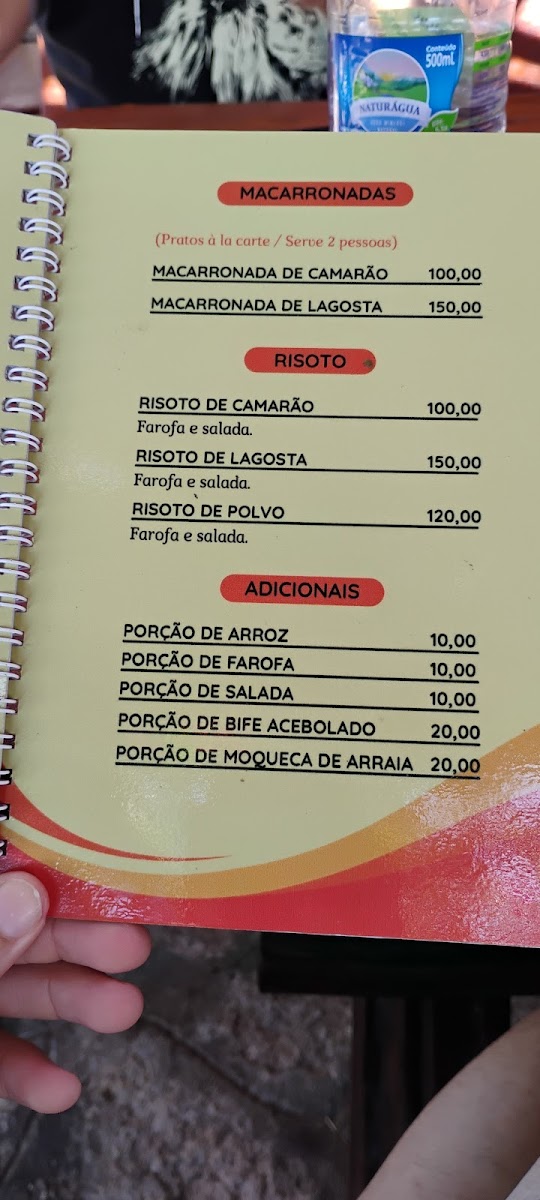 Conteúdo
500mL
NATURÁGUA
MACARRONADAS
(Pratos à la carte / Serve 2 pessoas)
MACARRONADA DE CAMARÃO 100,00
MACARRONADA DE LAGOSTA 150,00
RISOTO
RISOTO DE CAMARÃO 100,00
Farofa e salada.
RISOTO DE LAGOSTA 150,00
Farofa e salada.
RISOTO DE POLVO 120,00
Farofa e salada.
ADICIONAIS
PORÇÃO DE ARROZ 10,00
PORÇÃO DE FAROFA 10,00
PORÇÃO DE SALADA 10,00
PORÇÃO DE BIFE ACEBOLADO 20,00
PORÇÃO DE MOQUECA DE ARRAIA 20,00